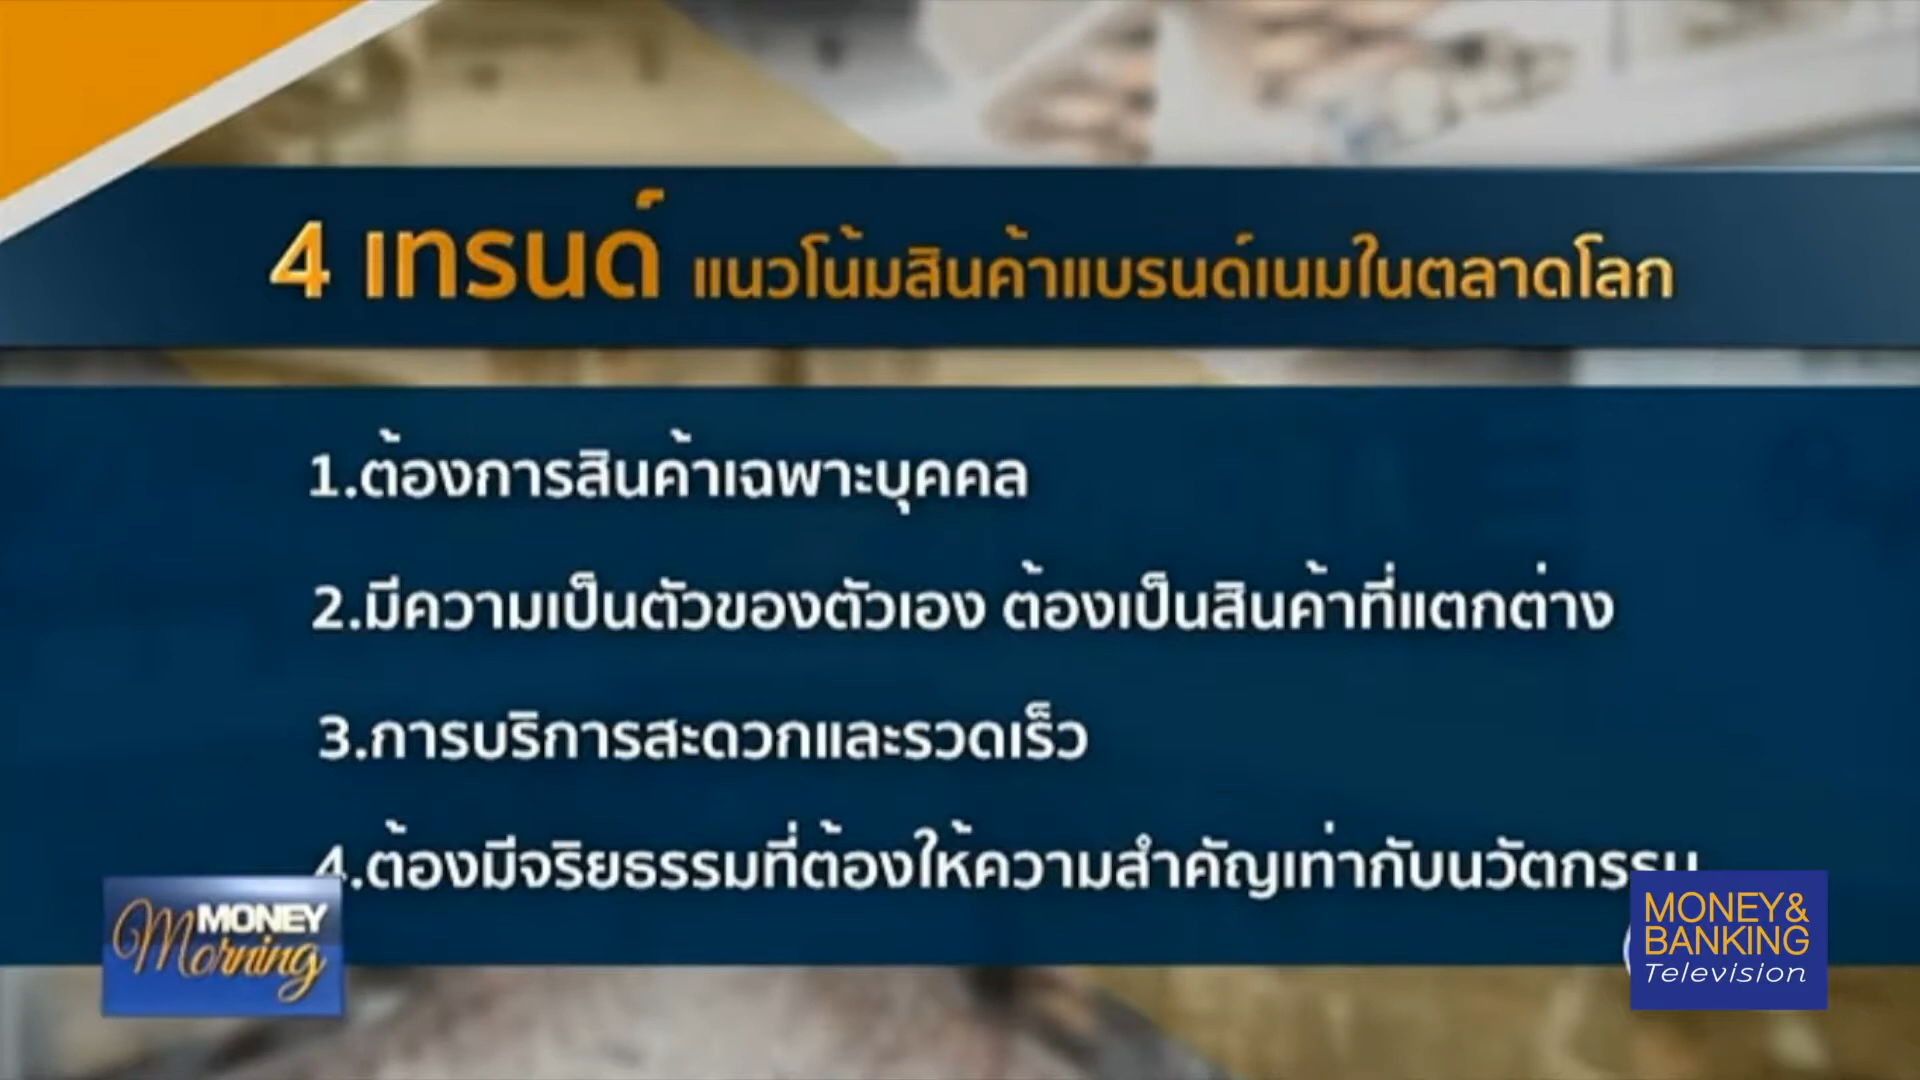 4 เทรนด์ แนวโน้มสินค้าแบรนด์เนมในตลาดโลก
1.ต้องการสินค้าเฉพาะบุคคล
2.มีความเป็นตัวของตัวเอง ต้องเป็นสินค้าที่แตกต่าง
3.การบริการสะดวกและรวดเร็ว
4.ต้องมีจริยธรรมที่ต้องให้ความสำคัญเท่ากับนวัตกรรม
MONEY
Morning
MONEY&
BANKING
Television